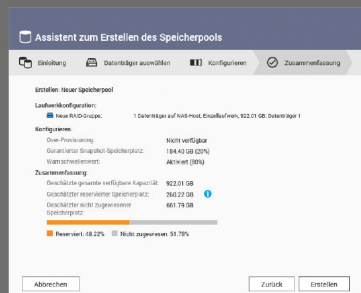 Assistent zum Erstellen des Speicherpools
Einleitung
Datenträger auswählen
Konfigurieren
Zusammenfassung
Erstellen: Neuer Speicherpool
Laufwerkkonfiguration:
Neue RAID-Gruppe: 1 Datenträger auf NAS-Host, Einzellaufwerk, 922.01 GB: Datenträger 1
Konfigurieren:
Over-Provisioning: Nicht verfügbar
Garantierter Snapshot-Speicherplatz: 184.40 GB (20%)
Warnschwellenwert: Aktiviert (80%)
Zusammenfassung:
Geschätzte gesamte verfügbare Kapazität: 922.01 GB
Geschätzter reservierter Speicherplatz: 260.22 GB
Geschätzter nicht zugewiesener Speicherplatz: 661.79 GB
Reserviert: 48.22% Nicht zugewiesen: 51.78%
Abbrechen
Zurück
Erstellen